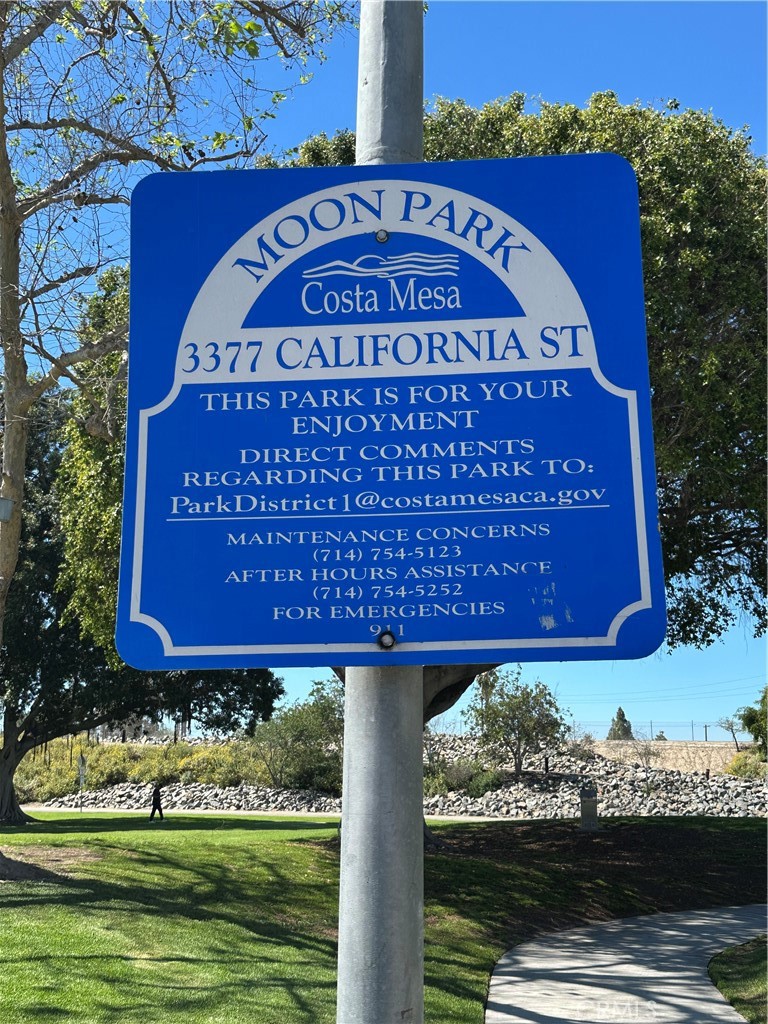 MOON PARK
Costa Mesa
3377 CALIFORNIA ST
THIS PARK IS FOR YOUR
ENJOYMENT
DIRECT COMMENTS
REGARDING THIS PARK TO:
ParkDistrict1@costamesaca.gov
MAINTENANCE CONCERNS
(714) 754-5123
AFTER HOURS ASSISTANCE
(714) 754-5252
FOR EMERGENCIES
911
CRMLS